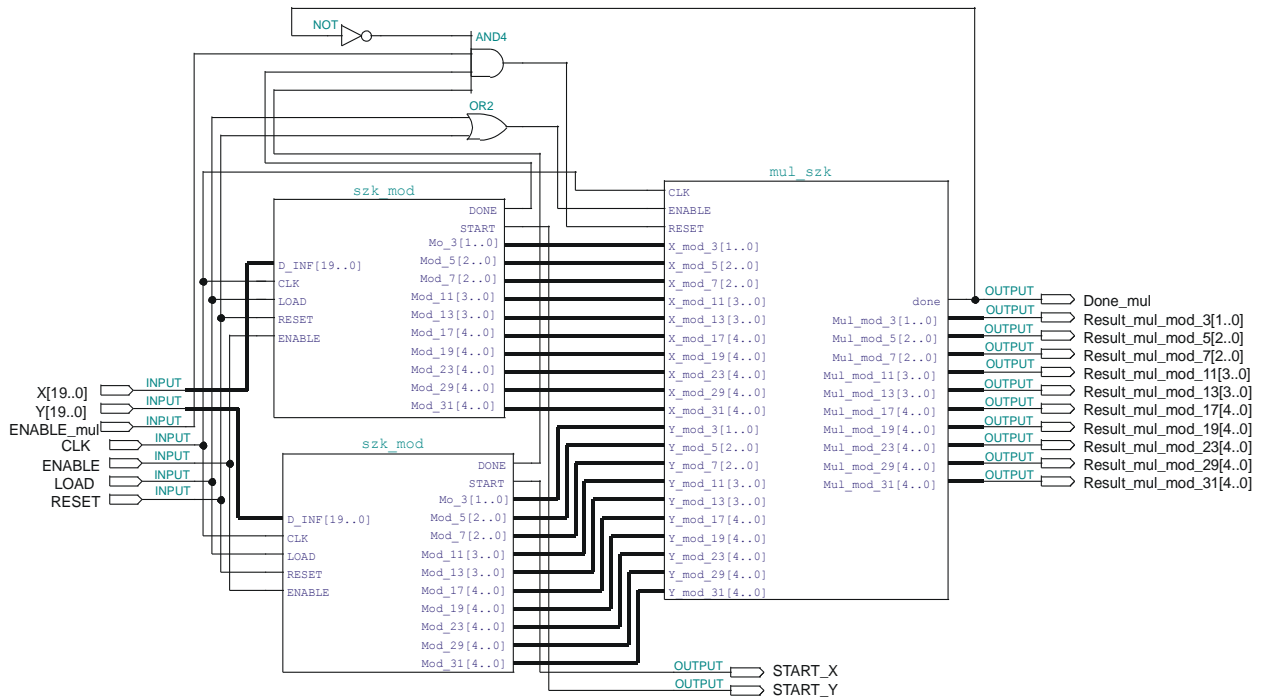 NOT
AND4
OR2
szk_mod
DONE
START
Mo_3[1..0]
D_INF[19..0]
Mod_5[2..0]
CLK
Mod_7[2..0]
LOAD
Mod_11[3..0]
RESET
Mod_13[3..0]
ENABLE
Mod_17[4..0]
Mod_19[4..0]
Mod_23[4..0]
Mod_29[4..0]
Mod_31[4..0]
X[19..0] INPUT
Y[19..0] INPUT
ENABLE_mul INPUT
CLK INPUT
ENABLE INPUT
LOAD INPUT
RESET INPUT
szk_mod
DONE
START
Mo_3[1..0]
D_INF[19..0]
Mod_5[2..0]
CLK
Mod_7[2..0]
LOAD
Mod_11[3..0]
RESET
Mod_13[3..0]
ENABLE
Mod_17[4..0]
Mod_19[4..0]
Mod_23[4..0]
Mod_29[4..0]
Mod_31[4..0]
mul_szk
CLK
ENABLE
RESET
X_mod_3[1..0]
X_mod_5[2..0]
X_mod_7[2..0]
X_mod_11[3..0]
X_mod_13[3..0]
X_mod_17[4..0]
X_mod_19[4..0]
X_mod_23[4..0]
X_mod_29[4..0]
X_mod_31[4..0]
Y_mod_3[1..0]
Y_mod_5[2..0]
Y_mod_7[2..0]
Y_mod_11[3..0]
Y_mod_13[3..0]
Y_mod_17[4..0]
Y_mod_19[4..0]
Y_mod_23[4..0]
Y_mod_29[4..0]
Y_mod_31[4..0]
done
Mul_mod_3[1..0]
Mul_mod_5[2..0]
Mul_mod_7[2..0]
Mul_mod_11[3..0]
Mul_mod_13[3..0]
Mul_mod_17[4..0]
Mul_mod_19[4..0]
Mul_mod_23[4..0]
Mul_mod_29[4..0]
Mul_mod_31[4..0]
OUTPUT Done_mul
OUTPUT Result_mul_mod_3[1..0]
OUTPUT Result_mul_mod_5[2..0]
OUTPUT Result_mul_mod_7[2..0]
OUTPUT Result_mul_mod_11[3..0]
OUTPUT Result_mul_mod_13[3..0]
OUTPUT Result_mul_mod_17[4..0]
OUTPUT Result_mul_mod_19[4..0]
OUTPUT Result_mul_mod_23[4..0]
OUTPUT Result_mul_mod_29[4..0]
OUTPUT Result_mul_mod_31[4..0]
OUTPUT START_X
OUTPUT START_Y